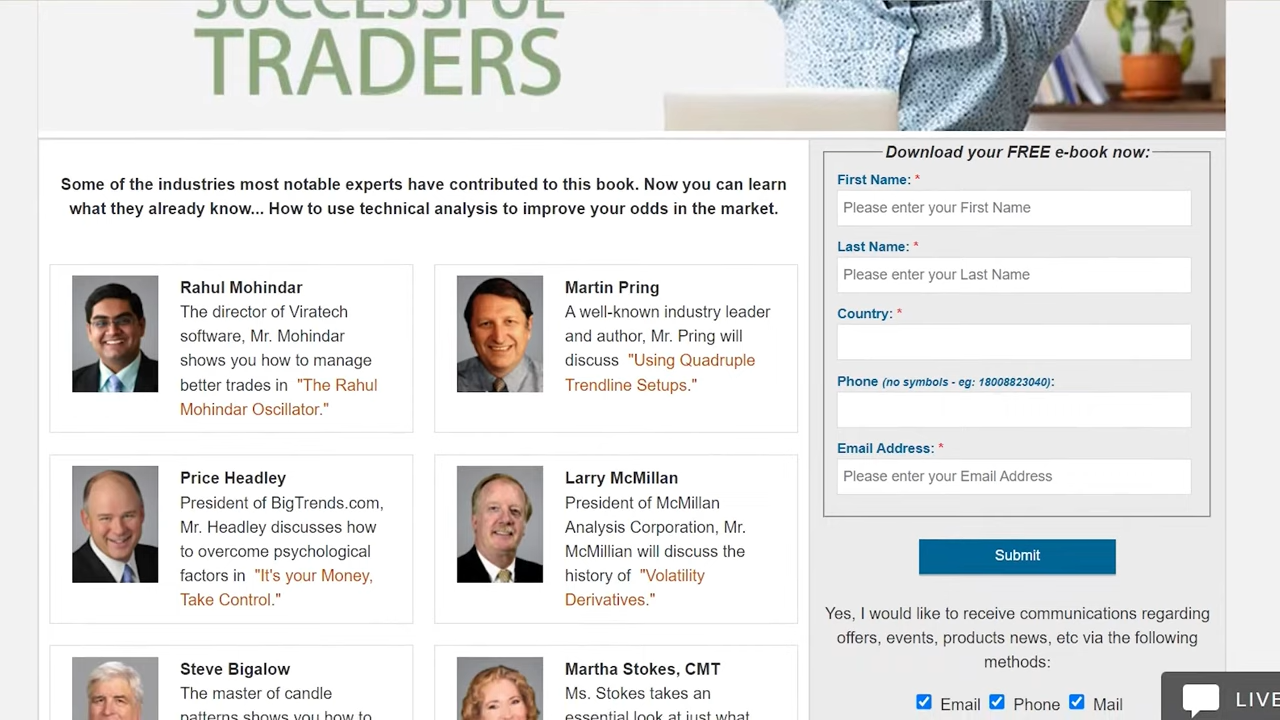 SUCCESSFUL
TRADERS
Some of the industries most notable experts have contributed to this book. Now you can learn
what they already know... How to use technical analysis to improve your odds in the market.
Rahul Mohindar
The director of Viratech
software, Mr. Mohindar
shows you how to manage
better trades in "The Rahul
Mohindar Oscillator."
Martin Pring
A well-known industry leader
and author, Mr. Pring will
discuss "Using Quadruple
Trendline Setups."
Price Headley
President of BigTrends.com,
Mr. Headley discusses how
to overcome psychological
factors in "It's your Money,
Take Control."
Larry McMillan
President of McMillan
Analysis Corporation, Mr.
McMillian will discuss the
history of "Volatility
Derivatives."
Steve Bigalow
The master of candle
patterns shows you how to
Martha Stokes, CMT
Ms. Stokes takes an
essential look at just what
Download your FREE e-book now:
First Name: *
Please enter your First Name
Last Name: *
Please enter your Last Name
Country: *
Phone (no symbols - eg: 18008823040):
Email Address: *
Please enter your Email Address
Submit
Yes, I would like to receive communications regarding
offers, events, products news, etc via the following
methods:
Email Phone Mail
LIVE